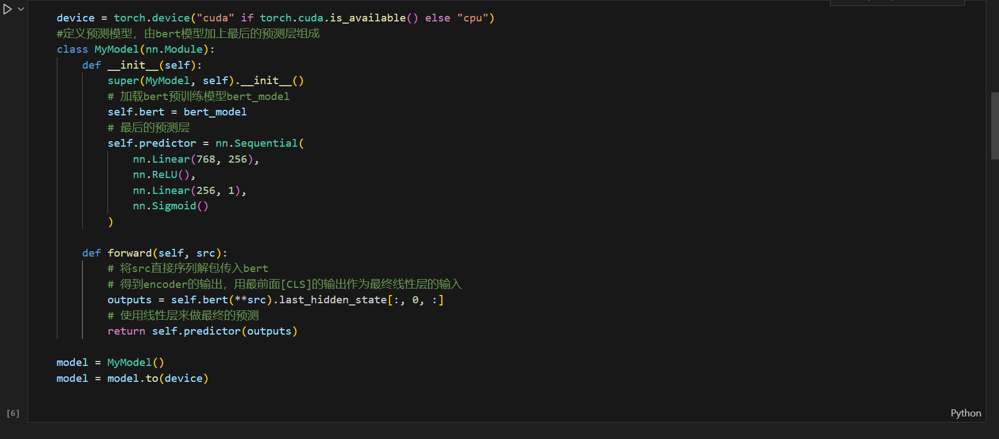 device = torch.device("cuda" if torch.cuda.is_available() else "cpu")
#定义预测模型，由bert模型加上最后的预测层组成
class MyModel(nn.Module):
    def __init__(self):
        super(MyModel, self).__init__()
        # 加载bert预训练模型bert_model
        self.bert = bert_model
        # 最后的预测层
        self.predictor = nn.Sequential(
            nn.Linear(768, 256),
            nn.ReLU(),
            nn.Linear(256, 1),
            nn.Sigmoid()
        )
    def forward(self, src):
        # 将src直接序列解包传入bert
        # 得到encoder的输出，用最前面[CLS]的输出作为最终线性层的输入
        outputs = self.bert(**src).last_hidden_state[:, 0, :]
        # 使用线性层来做最终的预测
        return self.predictor(outputs)
model = MyModel()
model = model.to(device)
[6]
Python